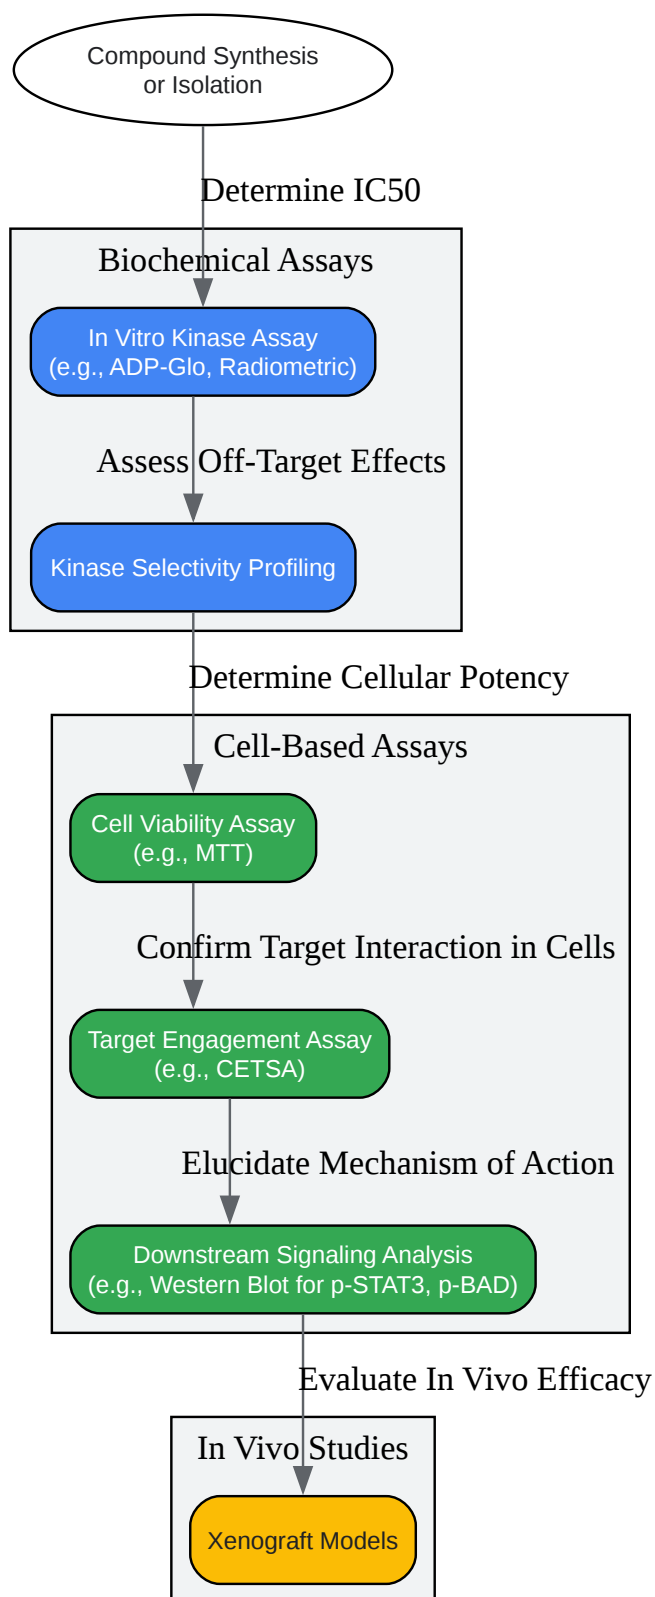 Compound Synthesis
or Isolation
Determine IC50
Biochemical Assays
In Vitro Kinase Assay
(e.g., ADP-Glo, Radiometric)
Assess Off-Target Effects
Kinase Selectivity Profiling
Determine Cellular Potency
Cell-Based Assays
Cell Viability Assay
(e.g., MTT)
Confirm Target Interaction in Cells
Target Engagement Assay
(e.g., CETSA)
Elucidate Mechanism of Action
Downstream Signaling Analysis
(e.g., Western Blot for p-STAT3, p-BAD)
Evaluate In Vivo Efficacy
In Vivo Studies
Xenograft Models